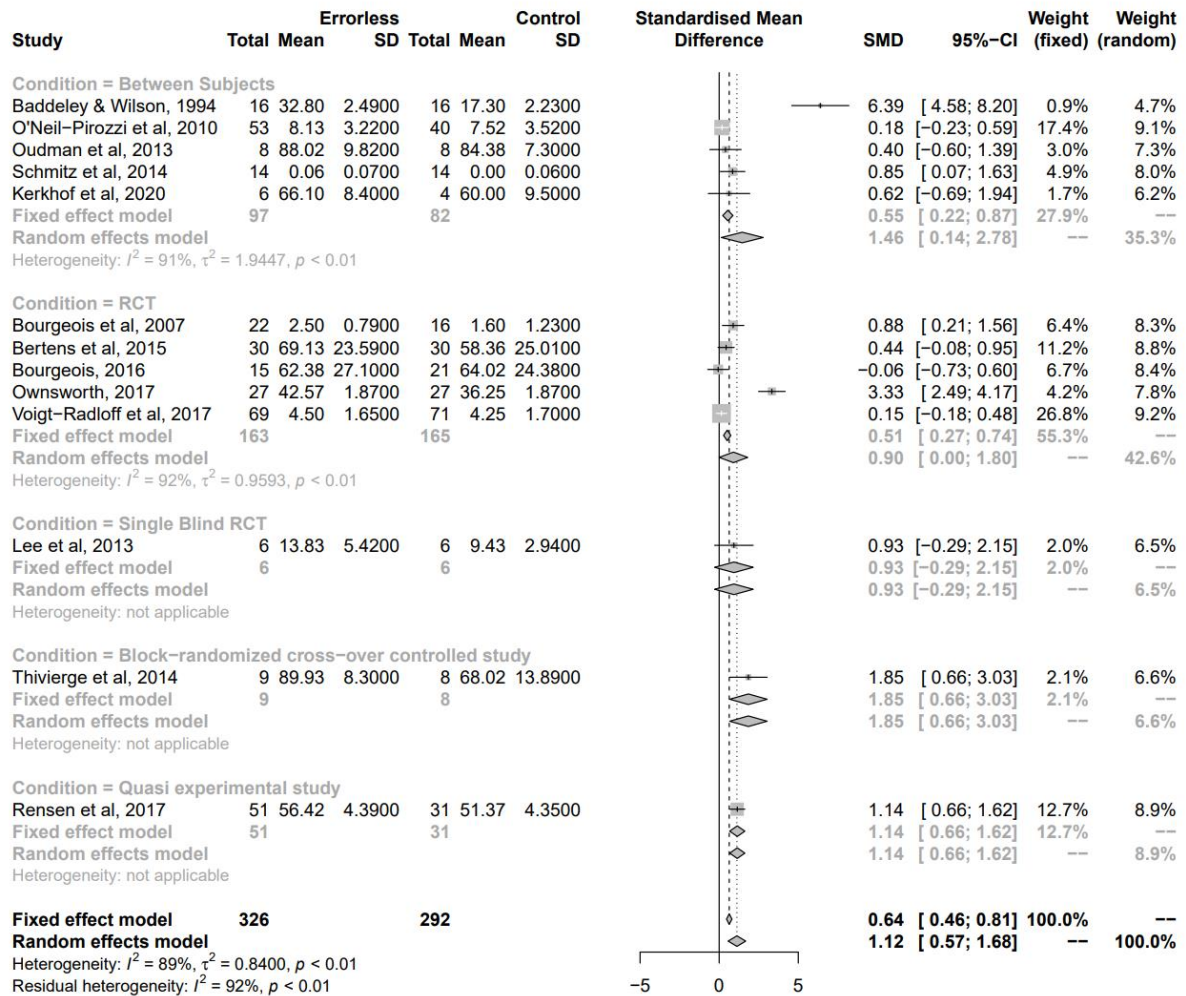 Errorless Control Standardised Mean Weight Weight
Study Total Mean SD Total Mean SD Difference SMD 95%−CI (fixed) (random)
Condition = Between Subjects
Baddeley & Wilson, 1994 16 32.80 2.4900 16 17.30 2.2300 6.39 [ 4.58; 8.20] 0.9% 4.7%
O'Neil−Pirozzi et al, 2010 53 8.13 3.2200 40 7.52 3.5200 0.18 [−0.23; 0.59] 17.4% 9.1%
Oudman et al, 2013 8 88.02 9.8200 8 84.38 7.3000 0.40 [−0.60; 1.39] 3.0% 7.3%
Schmitz et al, 2014 14 0.06 0.0700 14 0.00 0.0600 0.85 [ 0.07; 1.63] 4.9% 8.0%
Kerkhof et al, 2020 6 66.10 8.4000 4 60.00 9.5000 0.62 [−0.69; 1.94] 1.7% 6.2%
Fixed effect model 97 82 0.55 [ 0.22; 0.87] 27.9% −−
Random effects model 1.46 [ 0.14; 2.78] −− 35.3%
Heterogeneity: I² = 91%, τ² = 1.9447, p < 0.01
Condition = RCT
Bourgeois et al, 2007 22 2.50 0.7900 16 1.60 1.2300 0.88 [ 0.21; 1.56] 6.4% 8.3%
Bertens et al, 2015 30 69.13 23.5900 30 58.36 25.0100 0.44 [−0.08; 0.95] 11.2% 8.8%
Bourgeois, 2016 15 62.38 27.1000 21 64.02 24.3800 −0.06 [−0.73; 0.60] 6.7% 8.4%
Ownsworth, 2017 27 42.57 1.8700 27 36.25 1.8700 3.33 [ 2.49; 4.17] 4.2% 7.8%
Voigt−Radloff et al, 2017 69 4.50 1.6500 71 4.25 1.7000 0.15 [−0.18; 0.48] 26.8% 9.2%
Fixed effect model 163 165 0.51 [ 0.27; 0.74] 55.3% −−
Random effects model 0.90 [ 0.00; 1.80] −− 42.6%
Heterogeneity: I² = 92%, τ² = 0.9593, p < 0.01
Condition = Single Blind RCT
Lee et al, 2013 6 13.83 5.4200 6 9.43 2.9400 0.93 [−0.29; 2.15] 2.0% 6.5%
Fixed effect model 6 6 0.93 [−0.29; 2.15] 2.0% −−
Random effects model 0.93 [−0.29; 2.15] −− 6.5%
Heterogeneity: not applicable
Condition = Block−randomized cross−over controlled study
Thivierge et al, 2014 9 89.93 8.3000 8 68.02 13.8900 1.85 [ 0.66; 3.03] 2.1% 6.6%
Fixed effect model 9 8 1.85 [ 0.66; 3.03] 2.1% −−
Random effects model 1.85 [ 0.66; 3.03] −− 6.6%
Heterogeneity: not applicable
Condition = Quasi experimental study
Rensen et al, 2017 51 56.42 4.3900 31 51.37 4.3500 1.14 [ 0.66; 1.62] 12.7% 8.9%
Fixed effect model 51 31 1.14 [ 0.66; 1.62] 12.7% −−
Random effects model 1.14 [ 0.66; 1.62] −− 8.9%
Heterogeneity: not applicable
Fixed effect model 326 292 0.64 [ 0.46; 0.81] 100.0% −−
Random effects model 1.12 [ 0.57; 1.68] −− 100.0%
Heterogeneity: I² = 89%, τ² = 0.8400, p < 0.01
Residual heterogeneity: I² = 92%, p < 0.01 −5 0 5